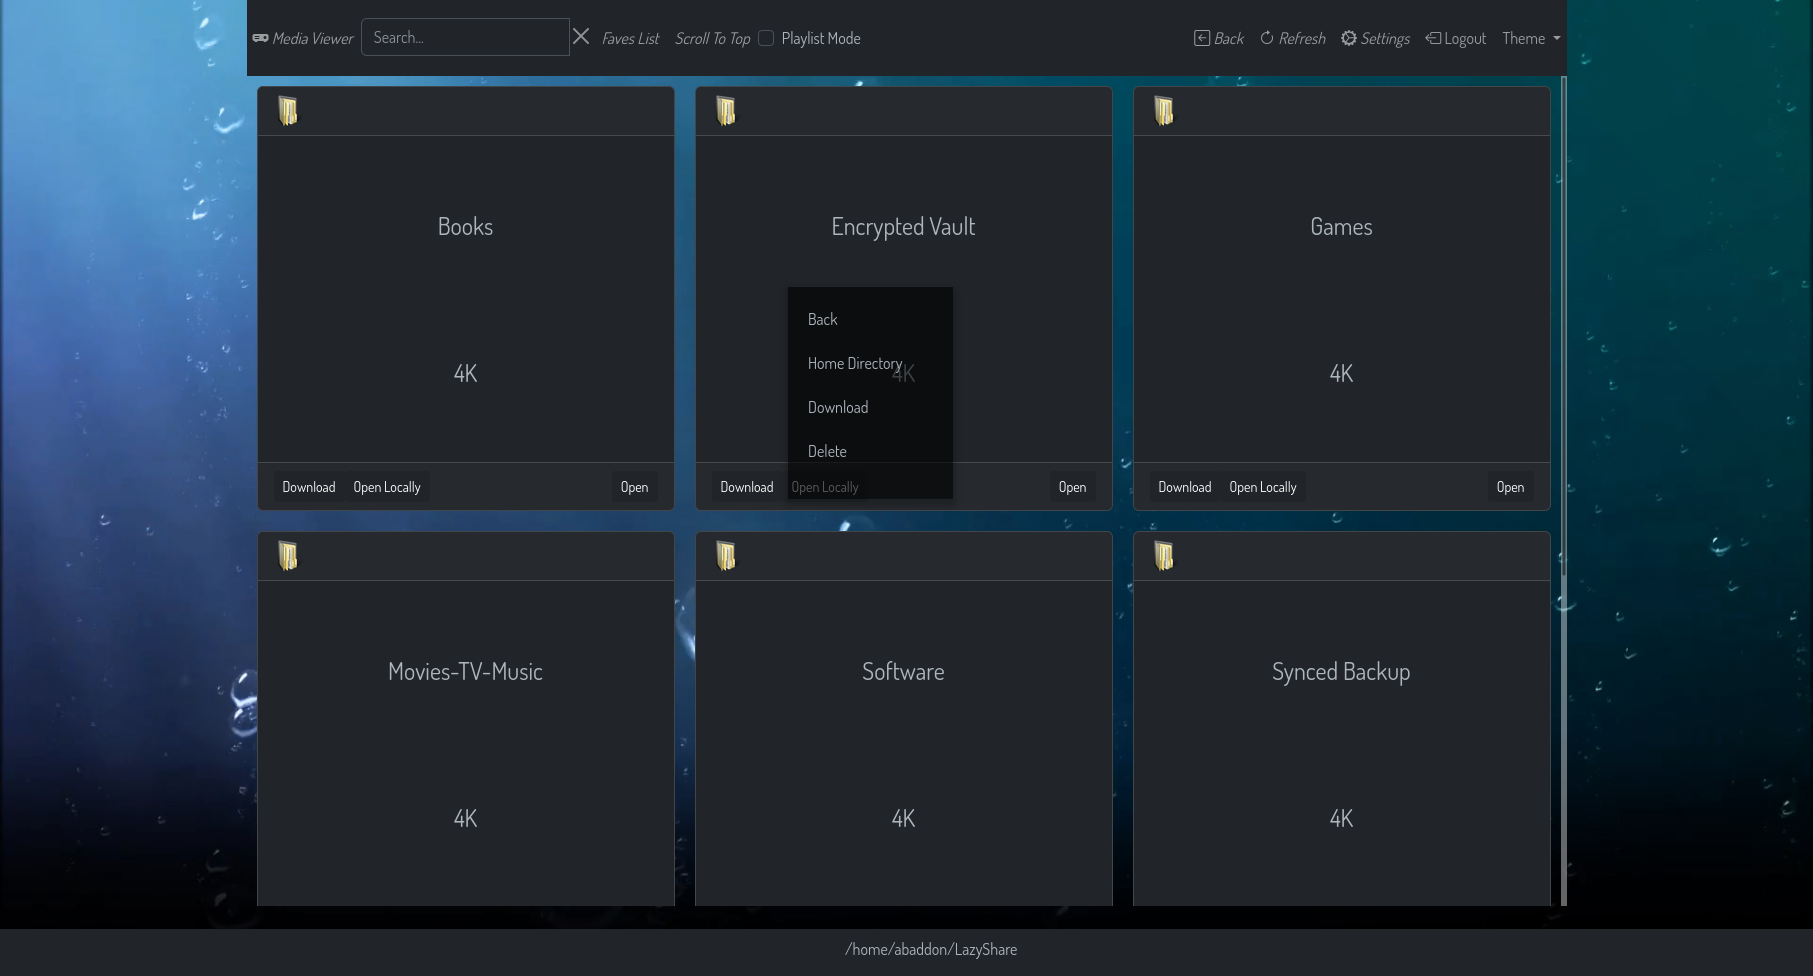 Media Viewer Search... Faves List Scroll To Top Playlist Mode Back Refresh Settings Logout Theme
Books Encrypted Vault Games
Back
Home Directory
4K 4K 4K
Download
Delete
Download Open Locally Open Download Open Locally Open Download Open Locally Open
Movies-TV-Music Software Synced Backup
4K 4K 4K
/home/abaddon/LazyShare